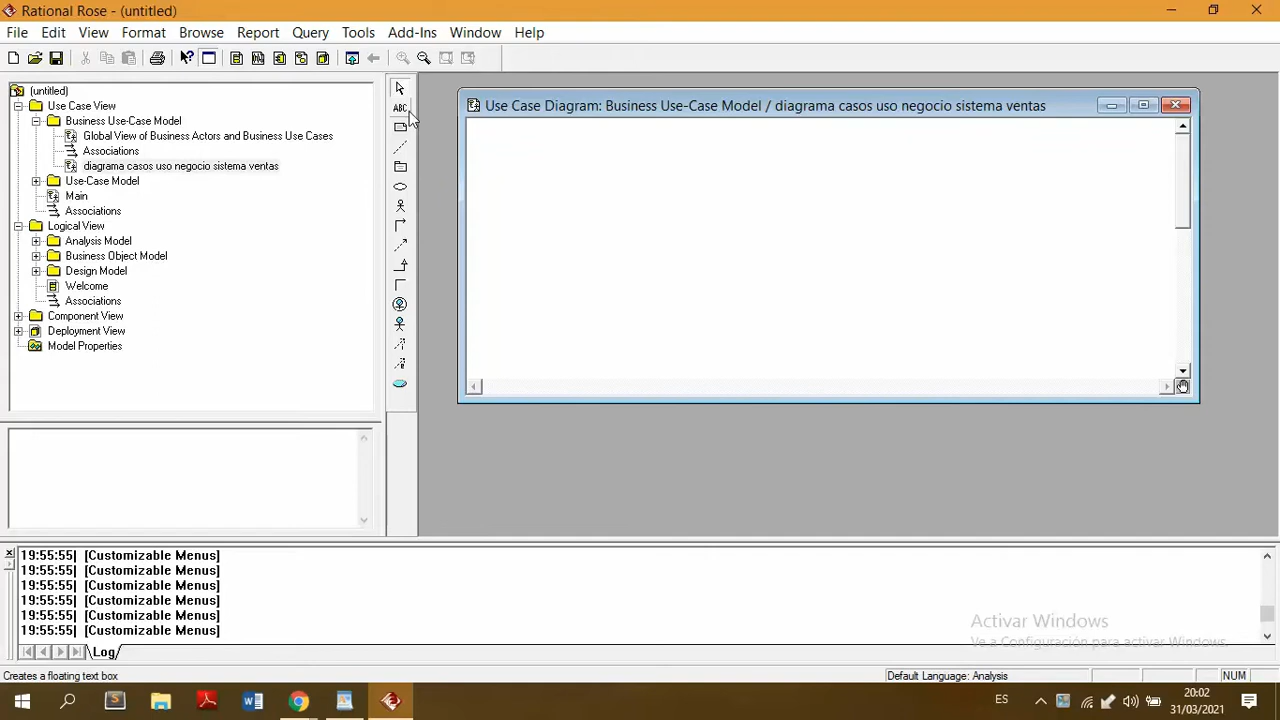 Rational Rose - (untitled)
File Edit View Format Browse Report Query Tools Add-Ins Window Help
(untitled)
Use Case View
Business Use-Case Model
Global View of Business Actors and Business Use Cases
Associations
diagrama casos uso negocio sistema ventas
Use-Case Model
Main
Associations
Logical View
Analysis Model
Business Object Model
Design Model
Welcome
Associations
Component View
Deployment View
Model Properties
ABC
Use Case Diagram: Business Use-Case Model / diagrama casos uso negocio sistema ventas
19:55:55| [Customizable Menus]
19:55:55| [Customizable Menus]
19:55:55| [Customizable Menus]
19:55:55| [Customizable Menus]
19:55:55| [Customizable Menus]
19:55:55| [Customizable Menus]
Activar Windows
Ve a Configuración para activar Windows.
Log
Creates a floating text box
Default Language: Analysis
NUM
ES
20:02
31/03/2021